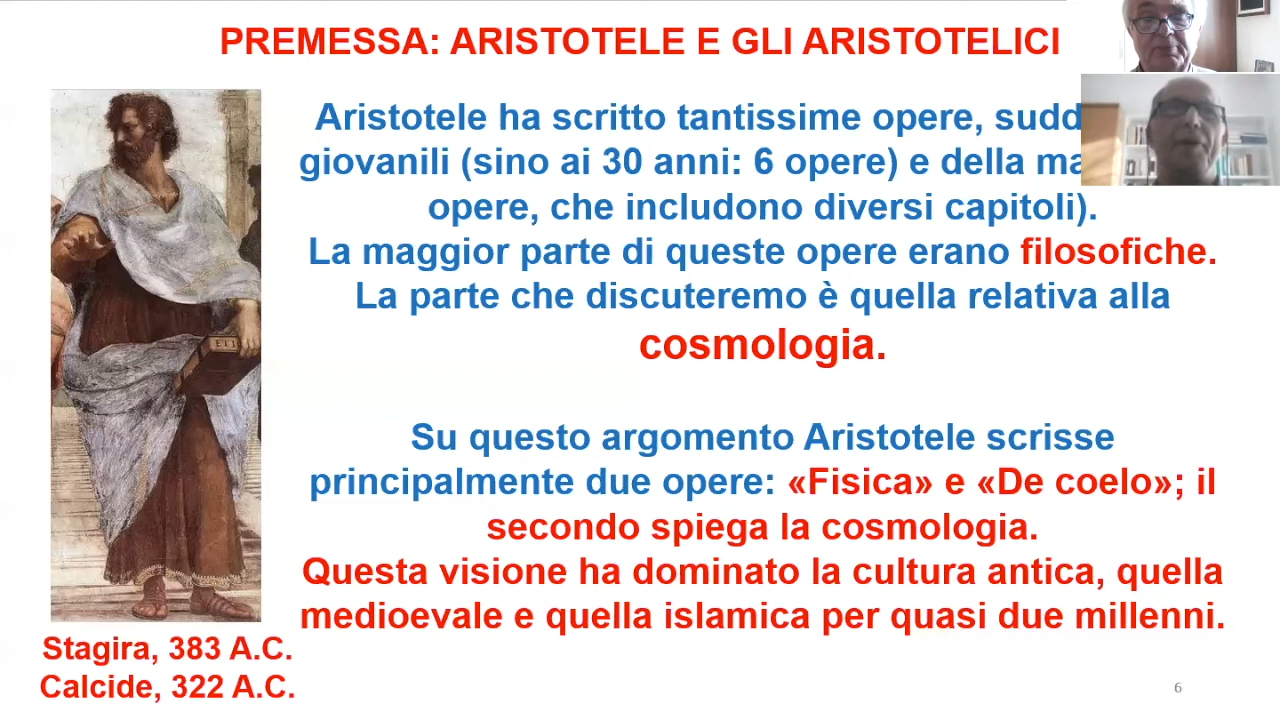 PREMESSA: ARISTOTELE E GLI ARISTOTELICI
Aristotele ha scritto tantissime opere,
giovanili (sino ai 30 anni: 6 opere) e della
opere, che includono diversi capitoli).
La maggior parte di queste opere erano filosofiche.
La parte che discuteremo è quella relativa alla
cosmologia.
Su questo argomento Aristotele scrisse
principalmente due opere: «Fisica» e «De coelo»; il
secondo spiega la cosmologia.
Questa visione ha dominato la cultura antica, quella
medioevale e quella islamica per quasi due millenni.
Stagira, 383 A.C.
Calcide, 322 A.C.
6